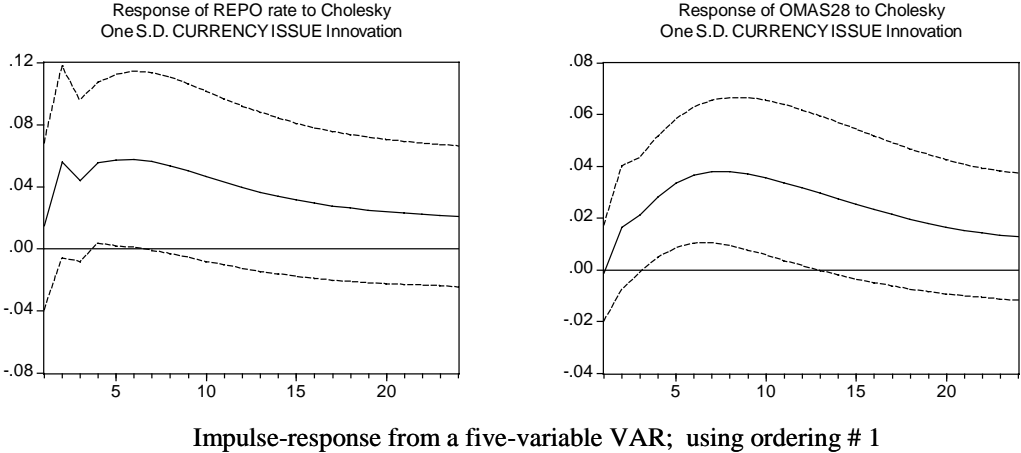 Response of REPO rate to Cholesky
One S.D. CURRENCY ISSUE Innovation
.12
.08
.04
.00
-.04
-.08
5 10 15 20
Response of OMAS28 to Cholesky
One S.D. CURRENCY ISSUE Innovation
.08
.06
.04
.02
.00
-.02
-.04
5 10 15 20
Impulse-response from a five-variable VAR; using ordering # 1